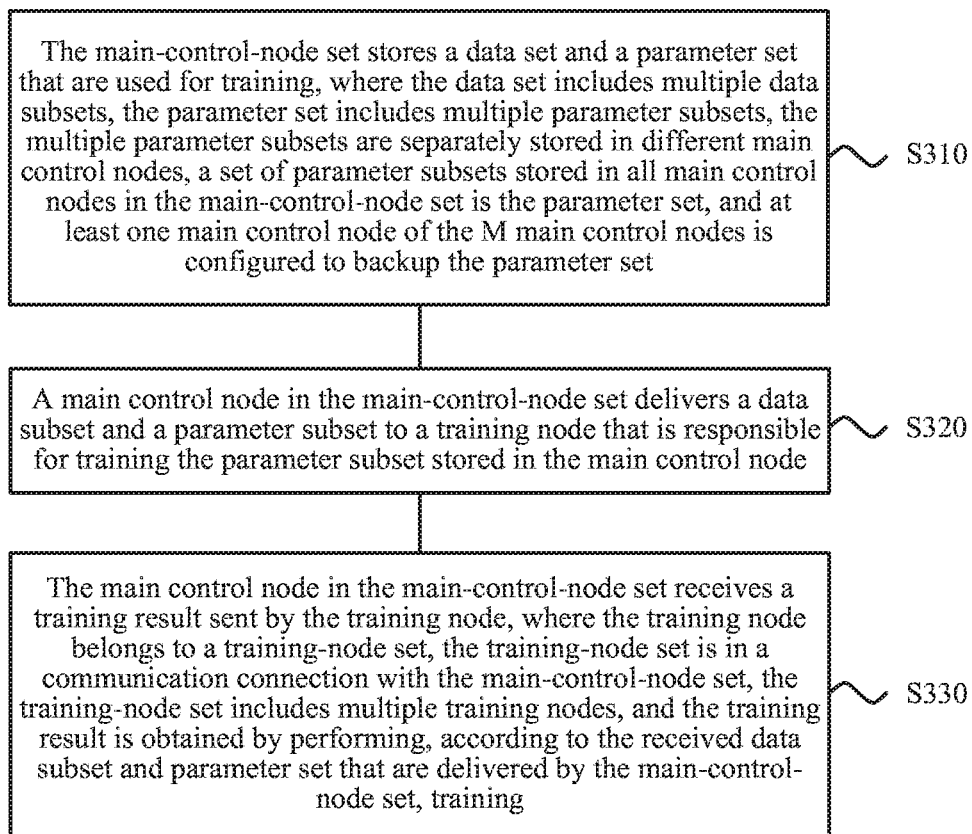 The main-control-node set stores a data set and a parameter set
that are used for training, where the data set includes multiple data
subsets, the parameter set includes multiple parameter subsets, the
multiple parameter subsets are separately stored in different main
control nodes, a set of parameter subsets stored in all main control
nodes in the main-control-node set is the parameter set, and at
least one main control node of the M main control nodes is
configured to backup the parameter set
S310
A main control node in the main-control-node set delivers a data
subset and a parameter subset to a training node that is responsible
for training the parameter subset stored in the main control node
S320
The main control node in the main-control-node set receives a
training result sent by the training node, where the training node
belongs to a training-node set, the training-node set is in a
communication connection with the main-control-node set, the
training-node set includes multiple training nodes, and the training
result is obtained by performing, according to the received data
subset and parameter set that are delivered by the main-control-
node set, training
S330